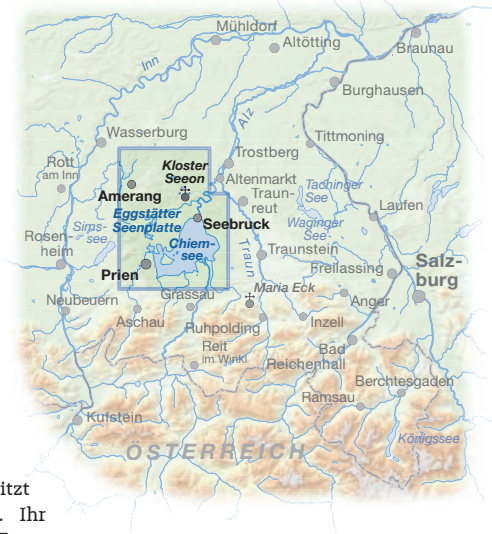 Mühldorf
Altötting
Braunau
Inn
Burghausen
Alz
Wasserburg
Tittmoning
Trostberg
Rott
am Inn
Kloster
Seeon
Altenmarkt
Tachinger
See
Amerang
Traun-
reut
Eggstätter
Seenplatte
Seebruck
Laufen
Waginger
See
Sims-
see
Rosen-
heim
Chiem-
see
Traunstein
Traun
Freilassing
Salz-
burg
Prien
Neubeuern
Grassau
Maria Eck
Anger
Aschau
Ruhpolding
Inzell
Reit
im Winkl
Bad
Reichenhall
Berchtesgaden
Ramsau
Kufstein
Königssee
ÖSTERREICH
itzt
. Ihr